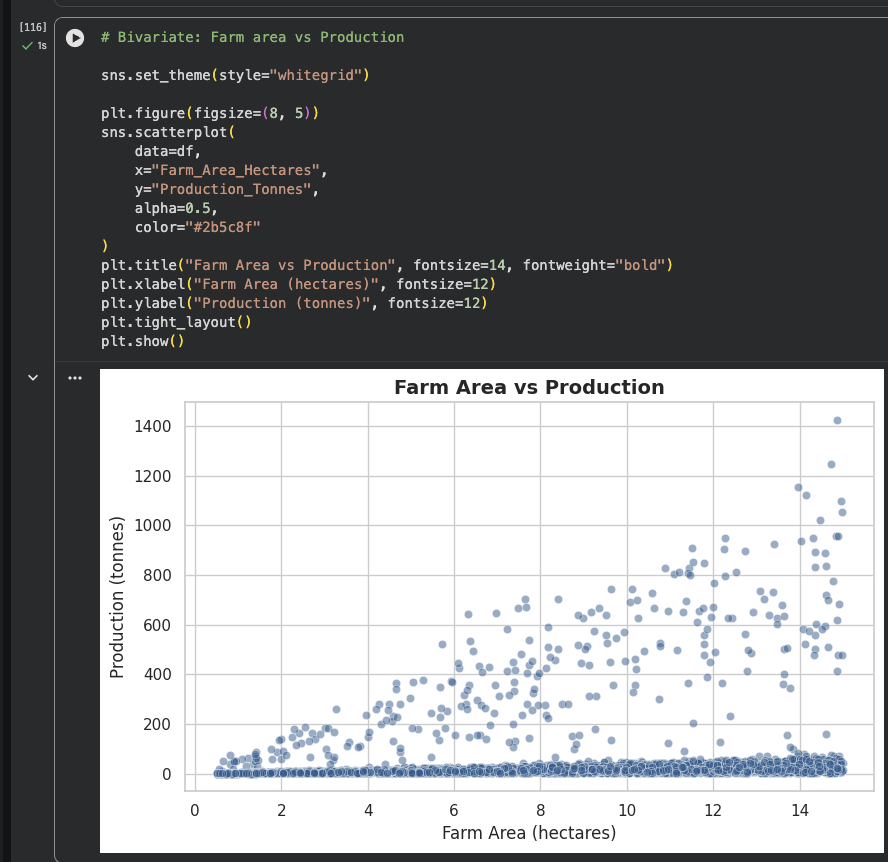 [116]
1s
# Bivariate: Farm area vs Production
sns.set_theme(style="whitegrid")
plt.figure(figsize=(8, 5))
sns.scatterplot(
    data=df,
    x="Farm_Area_Hectares",
    y="Production_Tonnes",
    alpha=0.5,
    color="#2b5c8f"
)
plt.title("Farm Area vs Production", fontsize=14, fontweight="bold")
plt.xlabel("Farm Area (hectares)", fontsize=12)
plt.ylabel("Production (tonnes)", fontsize=12)
plt.tight_layout()
plt.show()
Farm Area vs Production
Production (tonnes)
1400
1200
1000
800
600
400
200
0
0 2 4 6 8 10 12 14
Farm Area (hectares)